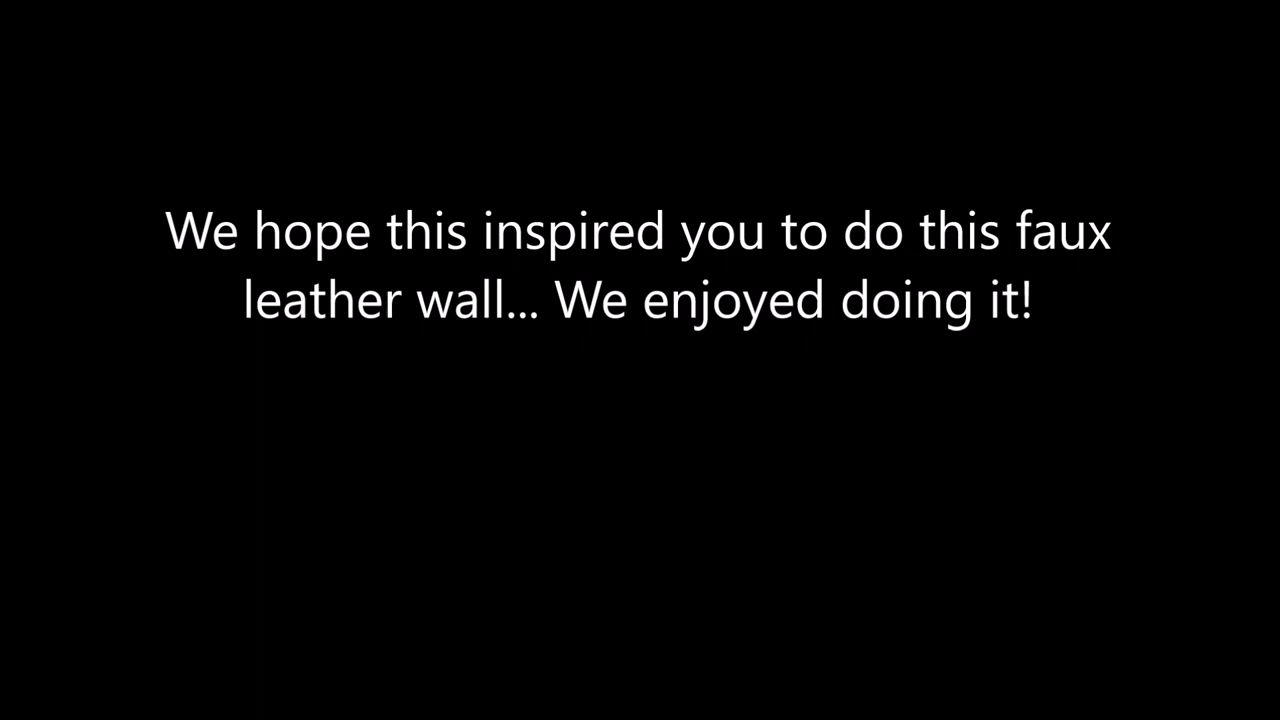 We hope this inspired you to do this faux
leather wall... We enjoyed doing it!